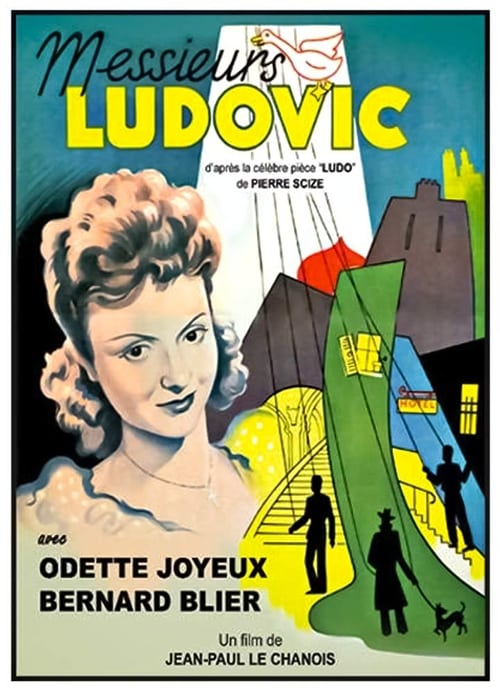 Messieurs
LUDOVIC
d'après la célèbre pièce "LUDO"
de PIERRE SCIZE
HOTEL
avec
ODETTE JOYEUX
BERNARD BLIER
Un film de
JEAN-PAUL LE CHANOIS